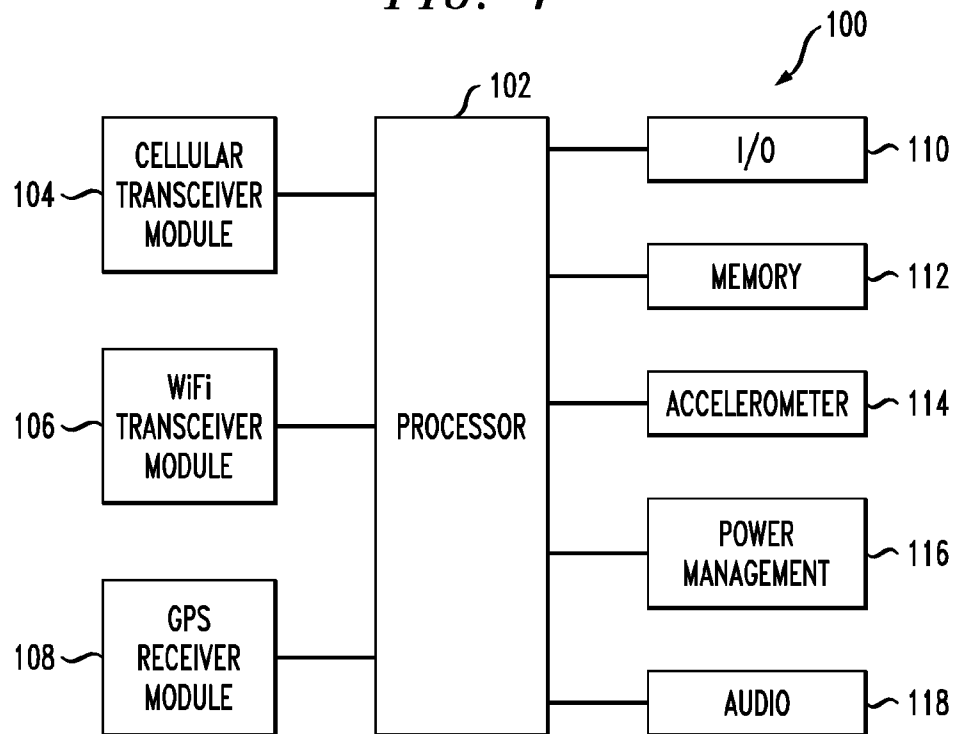 100
102
CELLULAR
TRANSCEIVER
MODULE
104
WiFi
TRANSCEIVER
MODULE
106
GPS
RECEIVER
MODULE
108
PROCESSOR
I/O
110
MEMORY
112
ACCELEROMETER
114
POWER
MANAGEMENT
116
AUDIO
118